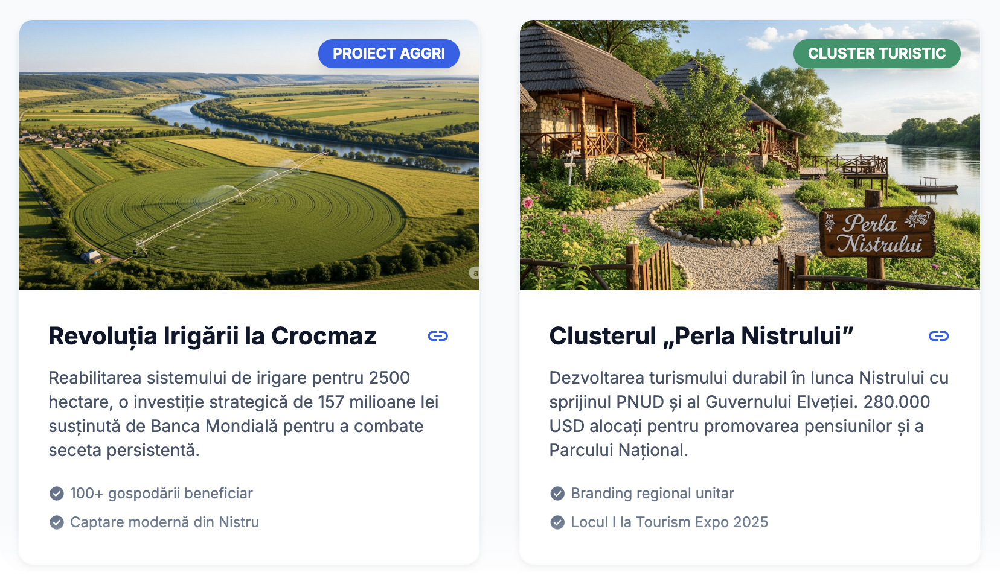 PROIECT AGGRI
Revoluția Irigării la Crocmaz
Reabilitarea sistemului de irigare pentru 2500
hectare, o investiție strategică de 157 milioane lei
susținută de Banca Mondială pentru a combate
seceta persistentă.
100+ gospodării beneficiar
Captare modernă din Nistru
CLUSTER TURISTIC
Perla
Nistrului
Clusterul „Perla Nistrului”
Dezvoltarea turismului durabil în lunca Nistrului cu
sprijinul PNUD și al Guvernului Elveției. 280.000
USD alocați pentru promovarea pensiunilor și a
Parcului Național.
Branding regional unitar
Locul I la Tourism Expo 2025